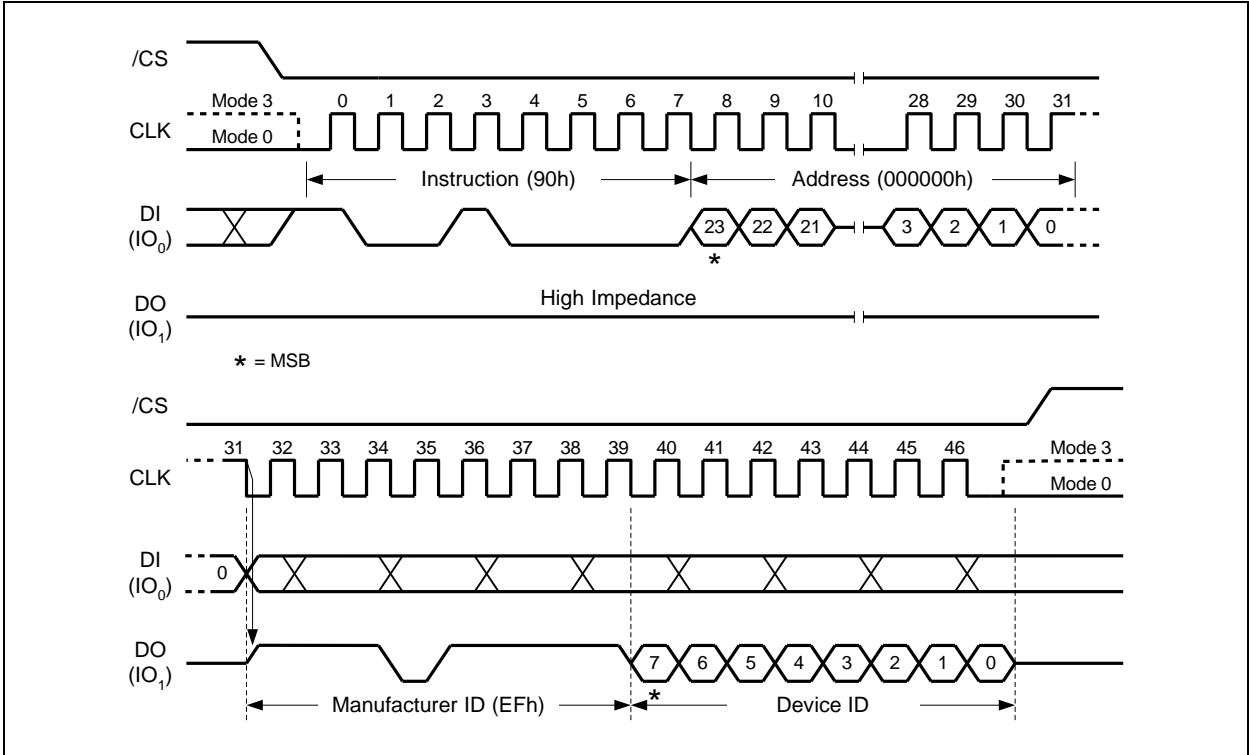 /CS
Mode 3 0 1 2 3 4 5 6 7 8 9 10 28 29 30 31
CLK
Mode 0
Instruction (90h) Address (000000h)
DI
(IO₀)
23 22 21 3 2 1 0
*
DO
(IO₁)
High Impedance
* = MSB
/CS
31 32 33 34 35 36 37 38 39 40 41 42 43 44 45 46 Mode 3
CLK
Mode 0
DI
(IO₀)
0
DO
(IO₁)
7 6 5 4 3 2 1 0
*
Manufacturer ID (EFh) Device ID